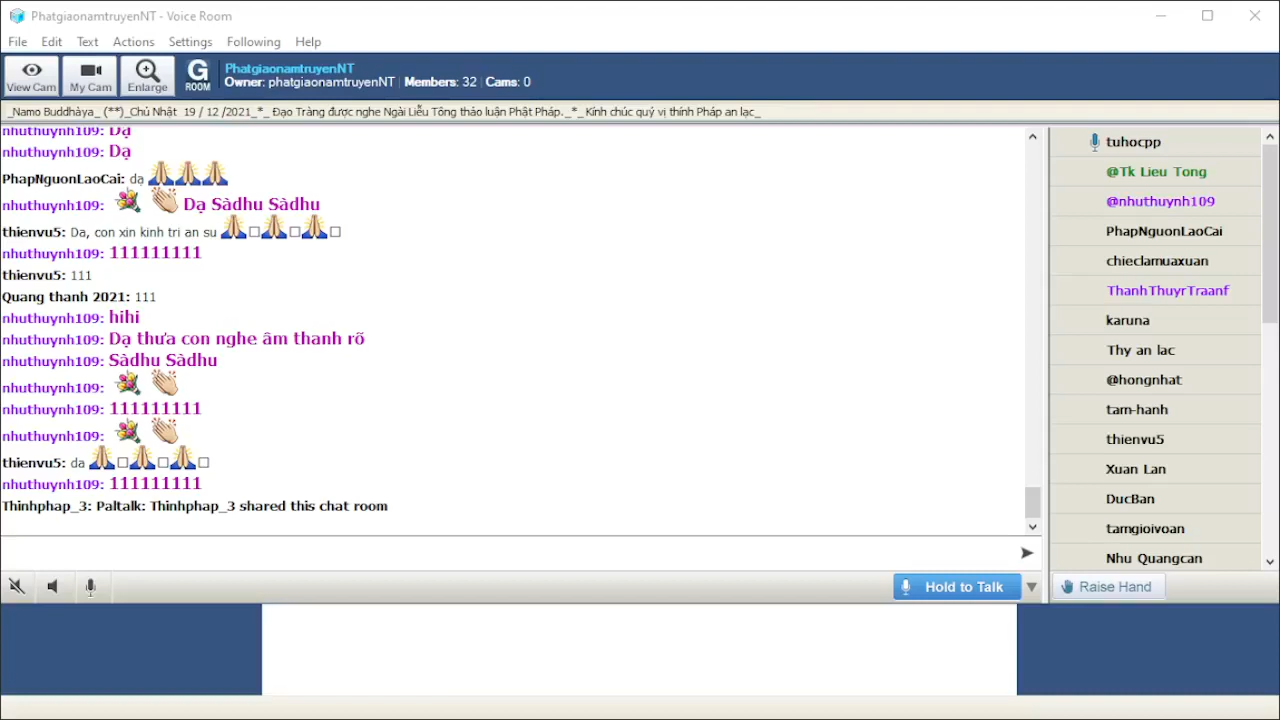 PhatgiaonamtruyenNT - Voice Room
File Edit Text Actions Settings Following Help
View Cam
My Cam
Enlarge
G ROOM
PhatgiaonamtruyenNT
Owner: phatgiaonamtruyenNT | Members: 32 | Cams: 0
_Namo Buddhàya_ (**)_Chủ Nhật 19 / 12 /2021_*_ Đạo Tràng được nghe Ngài Liễu Tông thảo luận Phật Pháp._*_Kính chúc quý vị thính Pháp an lạc_
nhuthuynh109: Dạ
nhuthuynh109: Dạ
PhapNguonLaoCai: dạ
nhuthuynh109: Dạ Sàdhu Sàdhu
thienvu5: Da, con xin kinh tri an su
nhuthuynh109: 111111111
thienvu5: 111
Quang thanh 2021: 111
nhuthuynh109: hihi
nhuthuynh109: Dạ thưa con nghe âm thanh rõ
nhuthuynh109: Sàdhu Sàdhu
nhuthuynh109:
nhuthuynh109: 111111111
nhuthuynh109:
thienvu5: da
nhuthuynh109: 111111111
Thinhphap_3: Paltalk: Thinhphap_3 shared this chat room
tuhocpp
@Tk Lieu Tong
@nhuthuynh109
PhapNguonLaoCai
chieclamuaxuan
ThanhThuyrTraanf
karuna
Thy an lac
@hongnhat
tam-hanh
thienvu5
Xuan Lan
DucBan
tamgioivoan
Nhu Quangcan
Hold to Talk
Raise Hand